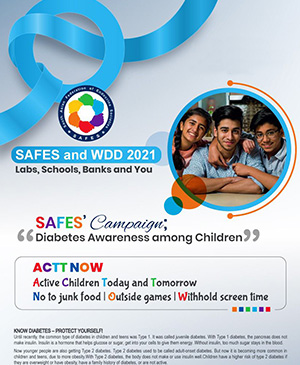 South Asian Federation of Endocrine Societies
SAFES
SAFES and WDD 2021
Labs, Schools, Banks and You
SAFES' Campaign;
“Diabetes Awareness among Children”
ACTT NOW
Active Children Today and Tomorrow
No to junk food | Outside games | Withhold screen time
KNOW DIABETES – PROTECT YOURSELF!
Until recently, the common type of diabetes in children and teens was Type 1. It was called juvenile diabetes. With Type 1 diabetes, the pancreas does not
make insulin. Insulin is a hormone that helps glucose or sugar, get into your cells to give them energy. Without insulin, too much sugar stays in the blood.
Now younger people are also getting Type 2 diabetes. Type 2 diabetes used to be called adult-onset diabetes. But now it is becoming more common in
children and teens, due to more obesity. With Type 2 diabetes, the body does not make or use insulin well. Children have a higher risk of type 2 diabetes if
they are overweight or have obesity, have a family history of diabetes, or are not active.